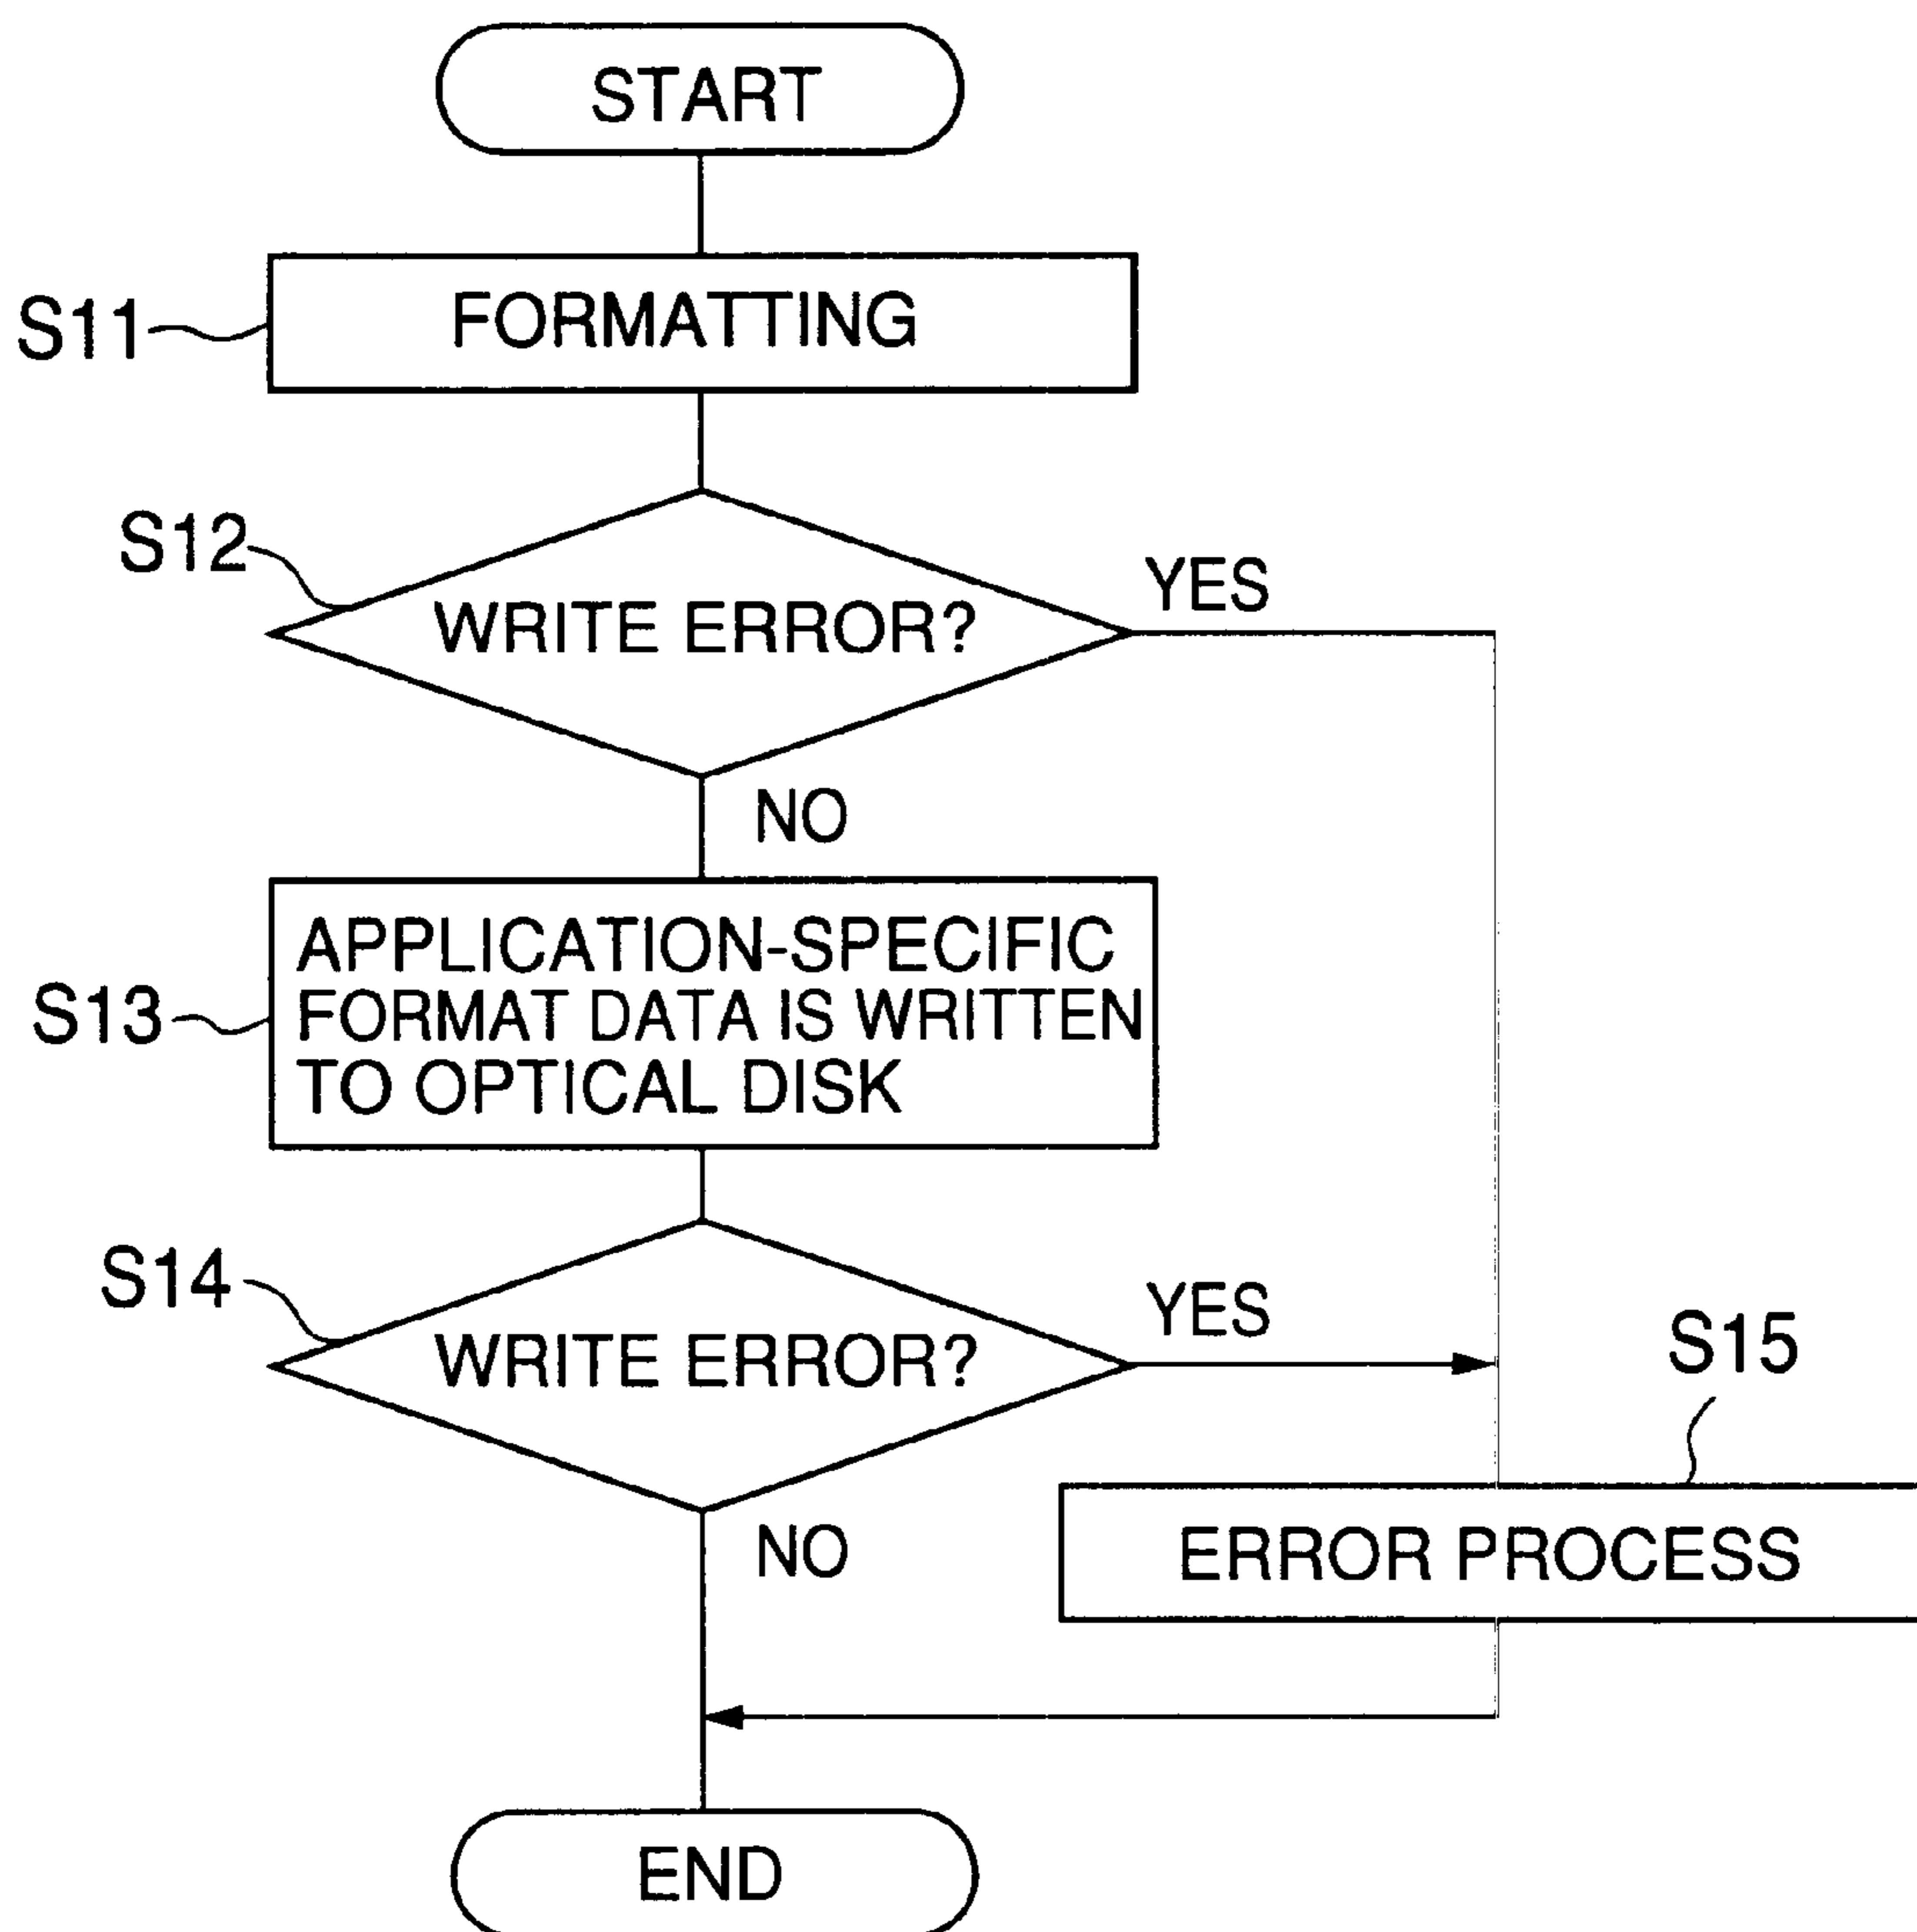 START
S11
FORMATTING
S12
WRITE ERROR?
YES
NO
S13
APPLICATION-SPECIFIC
FORMAT DATA IS WRITTEN
TO OPTICAL DISK
S14
WRITE ERROR?
YES
NO
S15
ERROR PROCESS
END